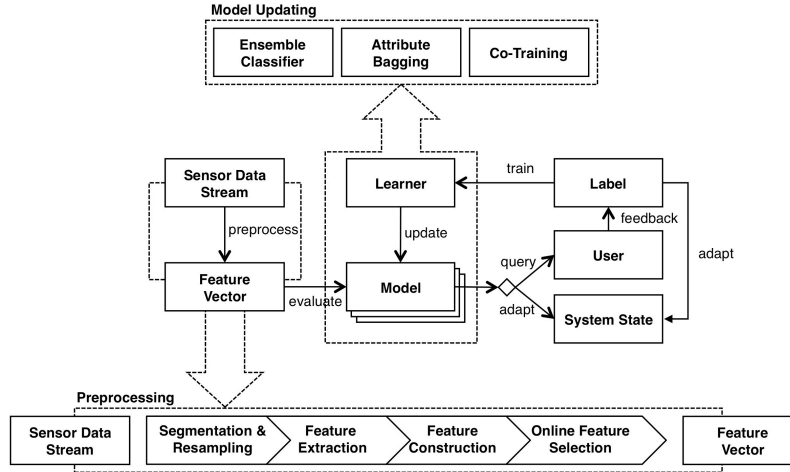 Model Updating
Ensemble
Classifier
Attribute
Bagging
Co-Training
Sensor Data
Stream
Learner
train
Label
preprocess
update
feedback
User
query
adapt
Feature
Vector
evaluate
Model
adapt
System State
Preprocessing
Sensor Data
Stream
Segmentation &
Resampling
Feature
Extraction
Feature
Construction
Online Feature
Selection
Feature
Vector